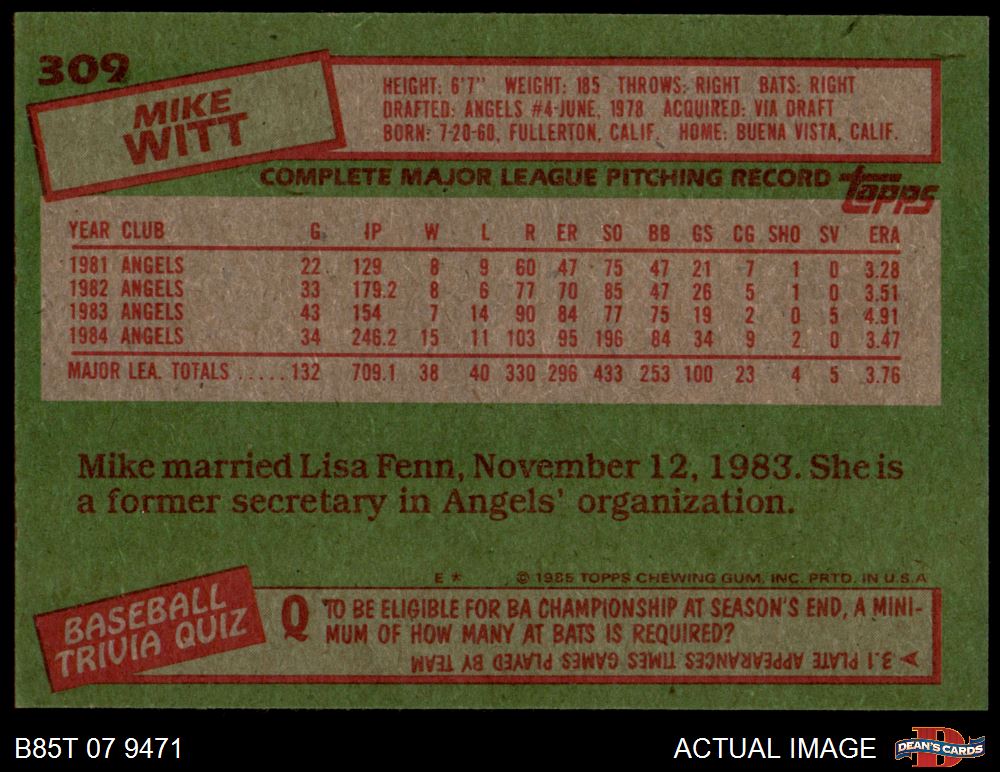 309
MIKE
WITT
HEIGHT: 6'7" WEIGHT: 185 THROWS: RIGHT BATS: RIGHT
DRAFTED: ANGELS #4-JUNE, 1978 ACQUIRED: VIA DRAFT
BORN: 7-20-60, FULLERTON, CALIF. HOME: BUENA VISTA, CALIF.
COMPLETE MAJOR LEAGUE PITCHING RECORD topps
YEAR CLUB G IP W L R ER SO BB GS CG SHO SV ERA
1981 ANGELS 22 129 8 9 60 47 75 47 21 7 1 0 3.28
1982 ANGELS 33 179.2 8 6 77 70 85 47 26 5 1 0 3.51
1983 ANGELS 43 154 7 14 90 84 77 75 19 2 0 5 4.91
1984 ANGELS 34 246.2 15 11 103 95 196 84 34 9 2 0 3.47
MAJOR LEA. TOTALS ..... 132 709.1 38 40 330 296 433 253 100 23 4 5 3.76
Mike married Lisa Fenn, November 12, 1983. She is
a former secretary in Angels' organization.
E * © 1985 TOPPS CHEWING GUM, INC. PRTD. IN U.S.A
BASEBALL
TRIVIA QUIZ
Q TO BE ELIGIBLE FOR BA CHAMPIONSHIP AT SEASON'S END, A MINI-
MUM OF HOW MANY AT BATS IS REQUIRED?
A 3.1 PLATE APPEARANCES TIMES GAMES PLAYED BY TEAM
B85T 07 9471
ACTUAL IMAGE
D
DEAN'S CARDS